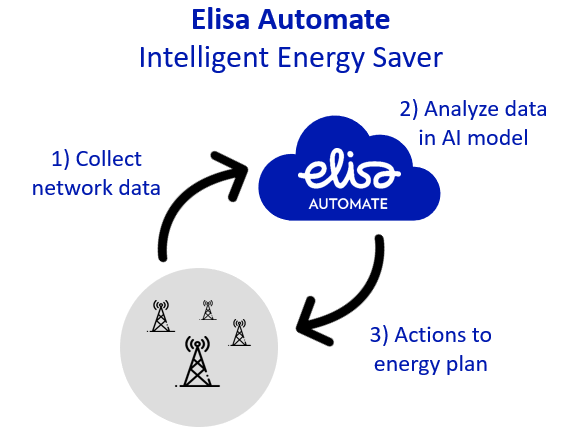 Elisa Automate
Intelligent Energy Saver
1) Collect
network data
2) Analyze data
in AI model
elisa
AUTOMATE
3) Actions to
energy plan